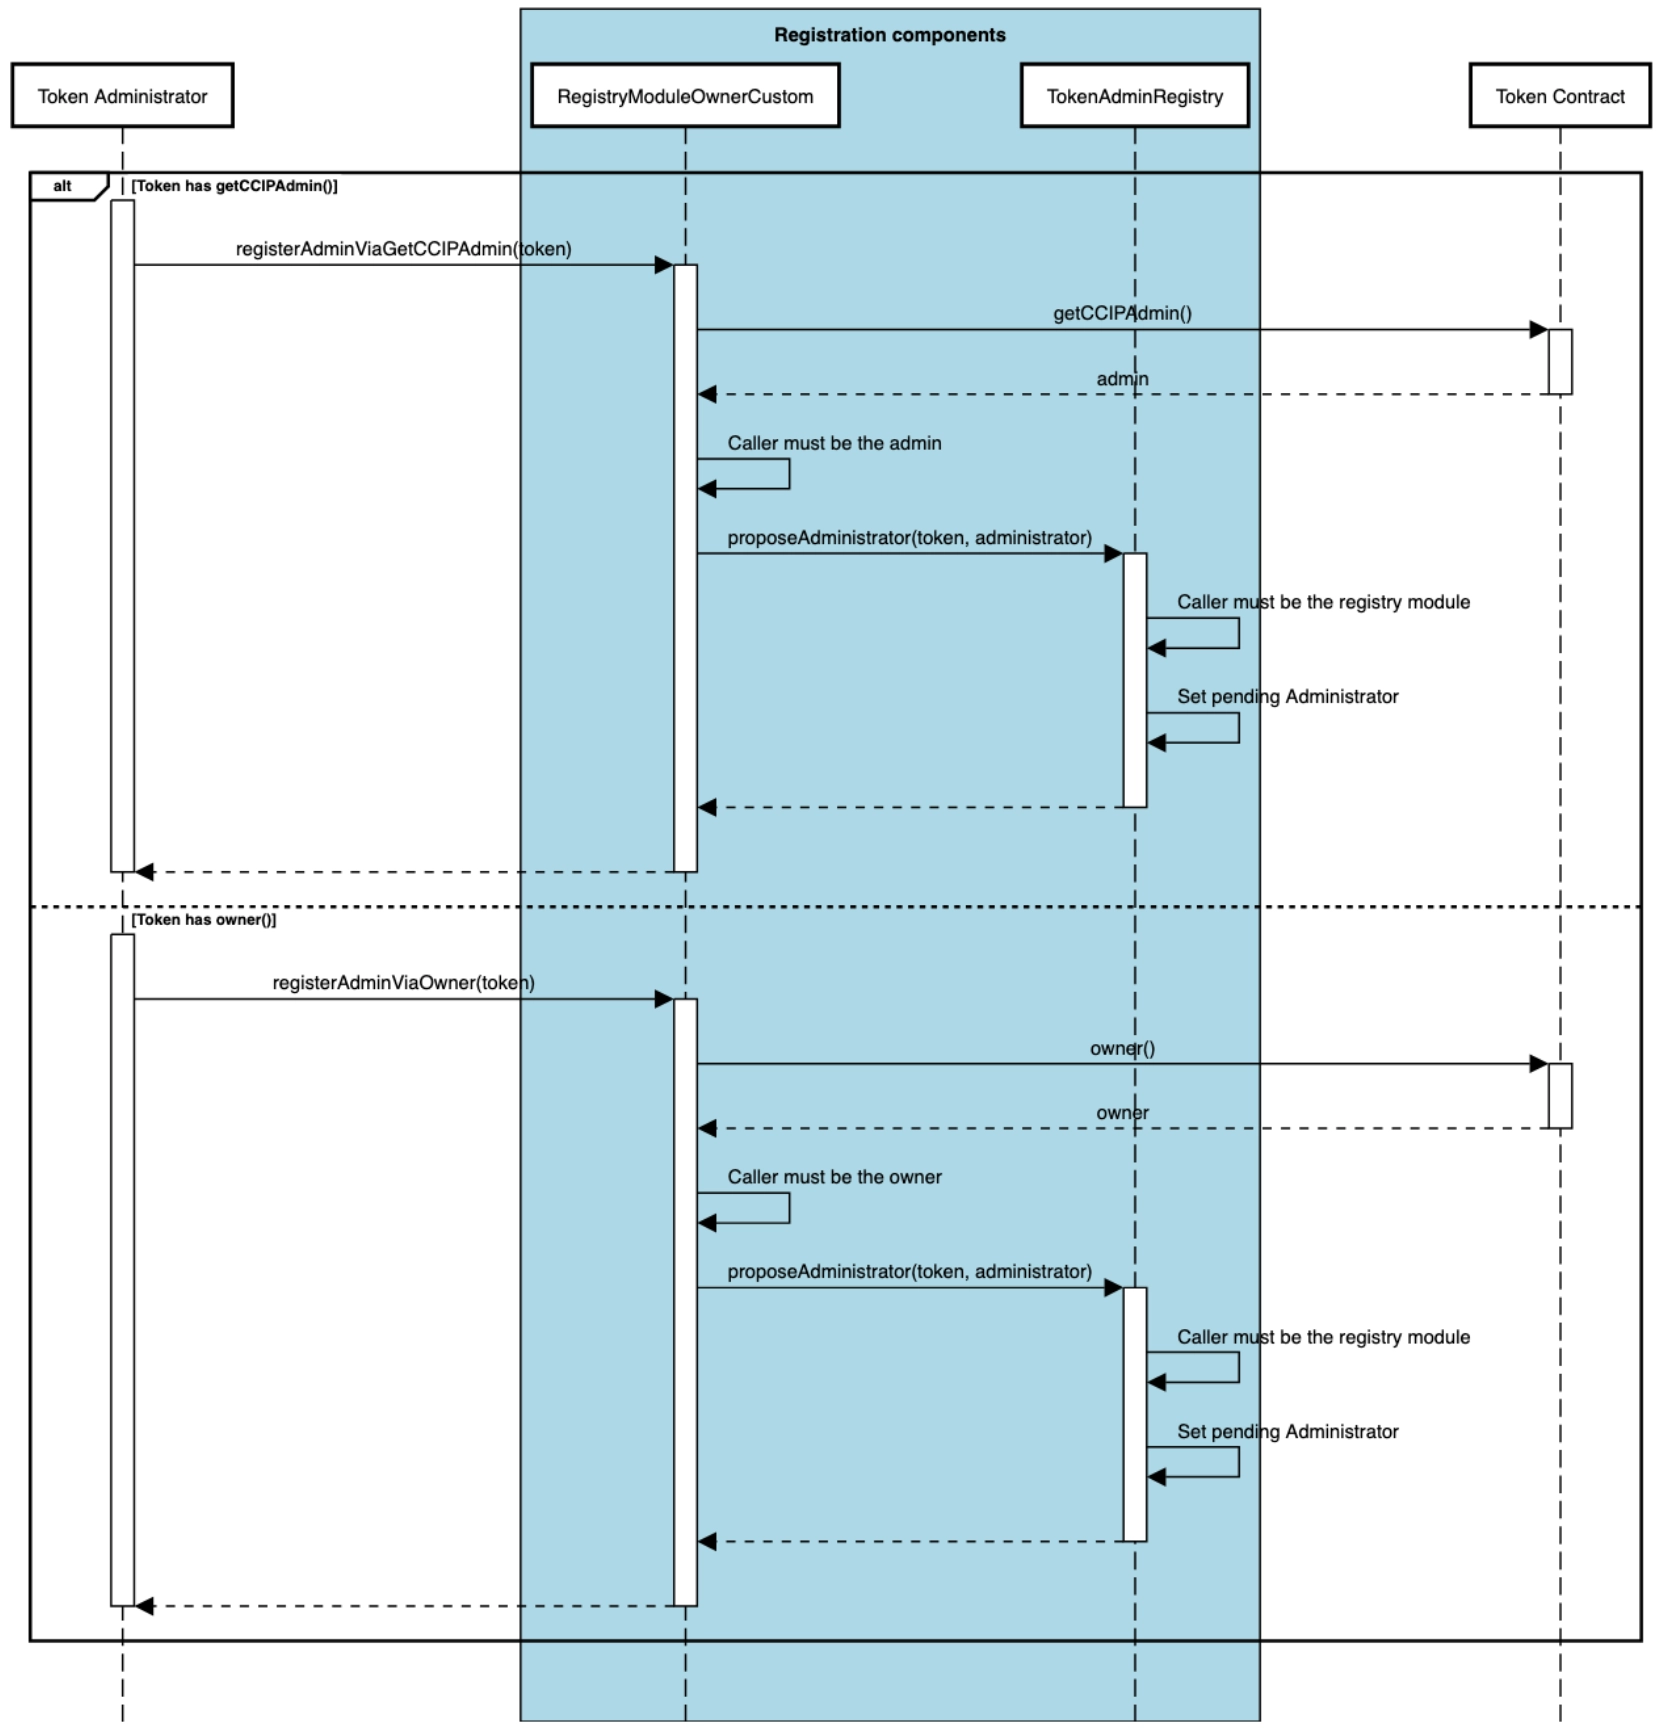 Registration components
Token Administrator
RegistryModuleOwnerCustom
TokenAdminRegistry
Token Contract
alt
[Token has getCCIPAdmin()]
registerAdminViaGetCCIPAdmin(token)
getCCIPAdmin()
admin
Caller must be the admin
proposeAdministrator(token, administrator)
Caller must be the registry module
Set pending Administrator
[Token has owner()]
registerAdminViaOwner(token)
owner()
owner
Caller must be the owner
proposeAdministrator(token, administrator)
Caller must be the registry module
Set pending Administrator